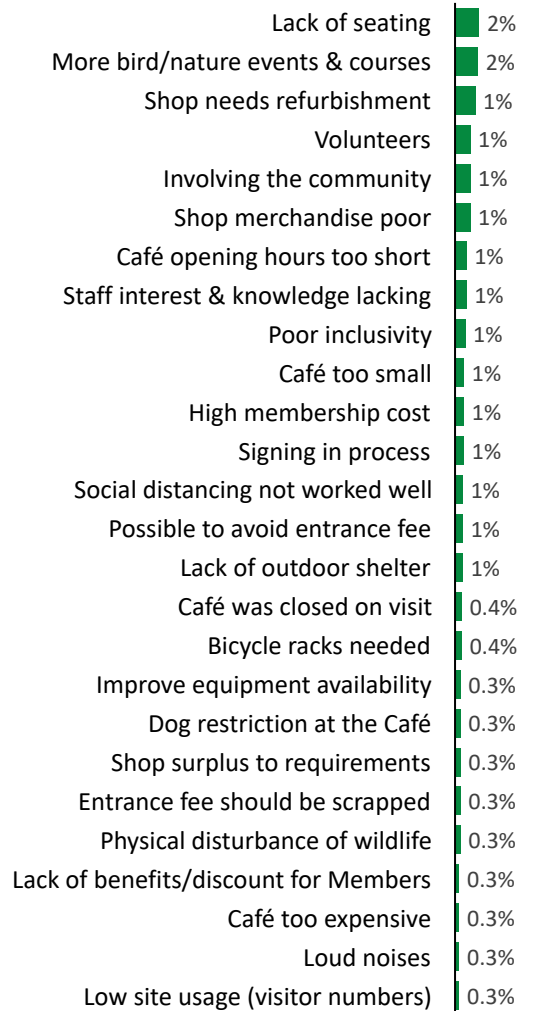 Lack of seating 2%
More bird/nature events & courses 2%
Shop needs refurbishment 1%
Volunteers 1%
Involving the community 1%
Shop merchandise poor 1%
Café opening hours too short 1%
Staff interest & knowledge lacking 1%
Poor inclusivity 1%
Café too small 1%
High membership cost 1%
Signing in process 1%
Social distancing not worked well 1%
Possible to avoid entrance fee 1%
Lack of outdoor shelter 1%
Café was closed on visit 0.4%
Bicycle racks needed 0.4%
Improve equipment availability 0.3%
Dog restriction at the Café 0.3%
Shop surplus to requirements 0.3%
Entrance fee should be scrapped 0.3%
Physical disturbance of wildlife 0.3%
Lack of benefits/discount for Members 0.3%
Café too expensive 0.3%
Loud noises 0.3%
Low site usage (visitor numbers) 0.3%